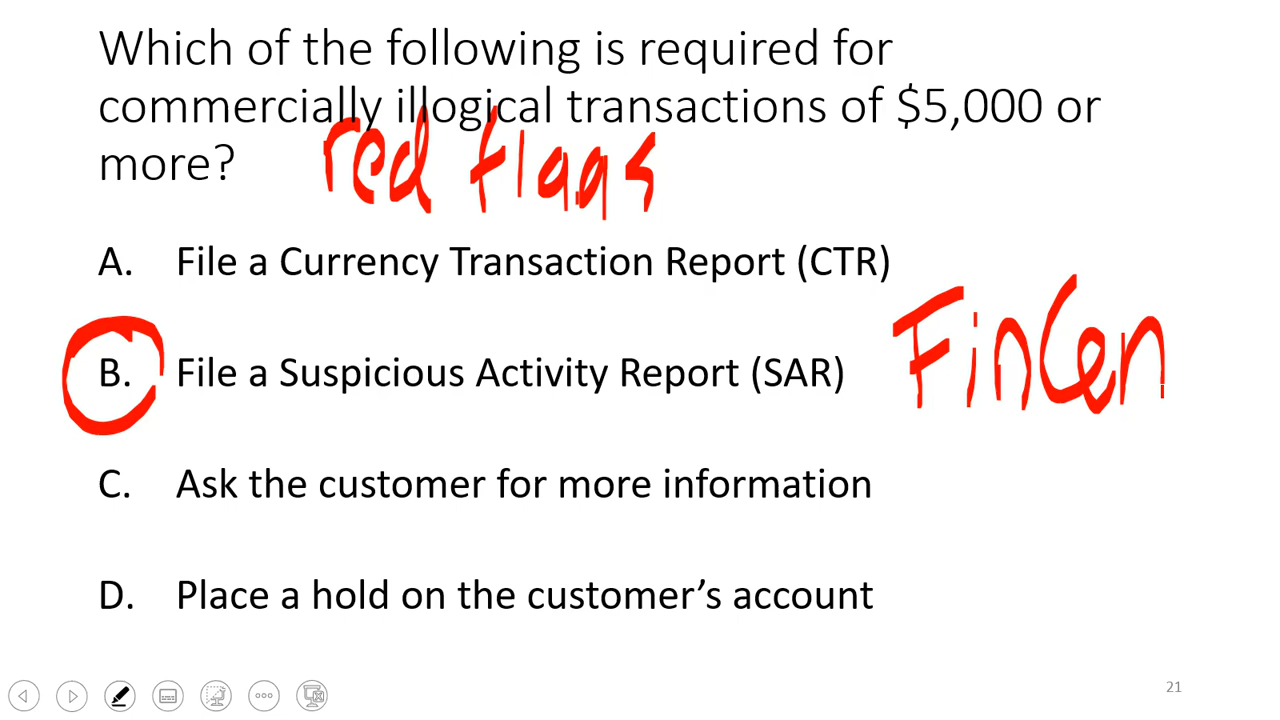 Which of the following is required for
commercially illogical transactions of $5,000 or
more?
red flags
A. File a Currency Transaction Report (CTR)
B. File a Suspicious Activity Report (SAR)
FinCen
C. Ask the customer for more information
D. Place a hold on the customer’s account
21